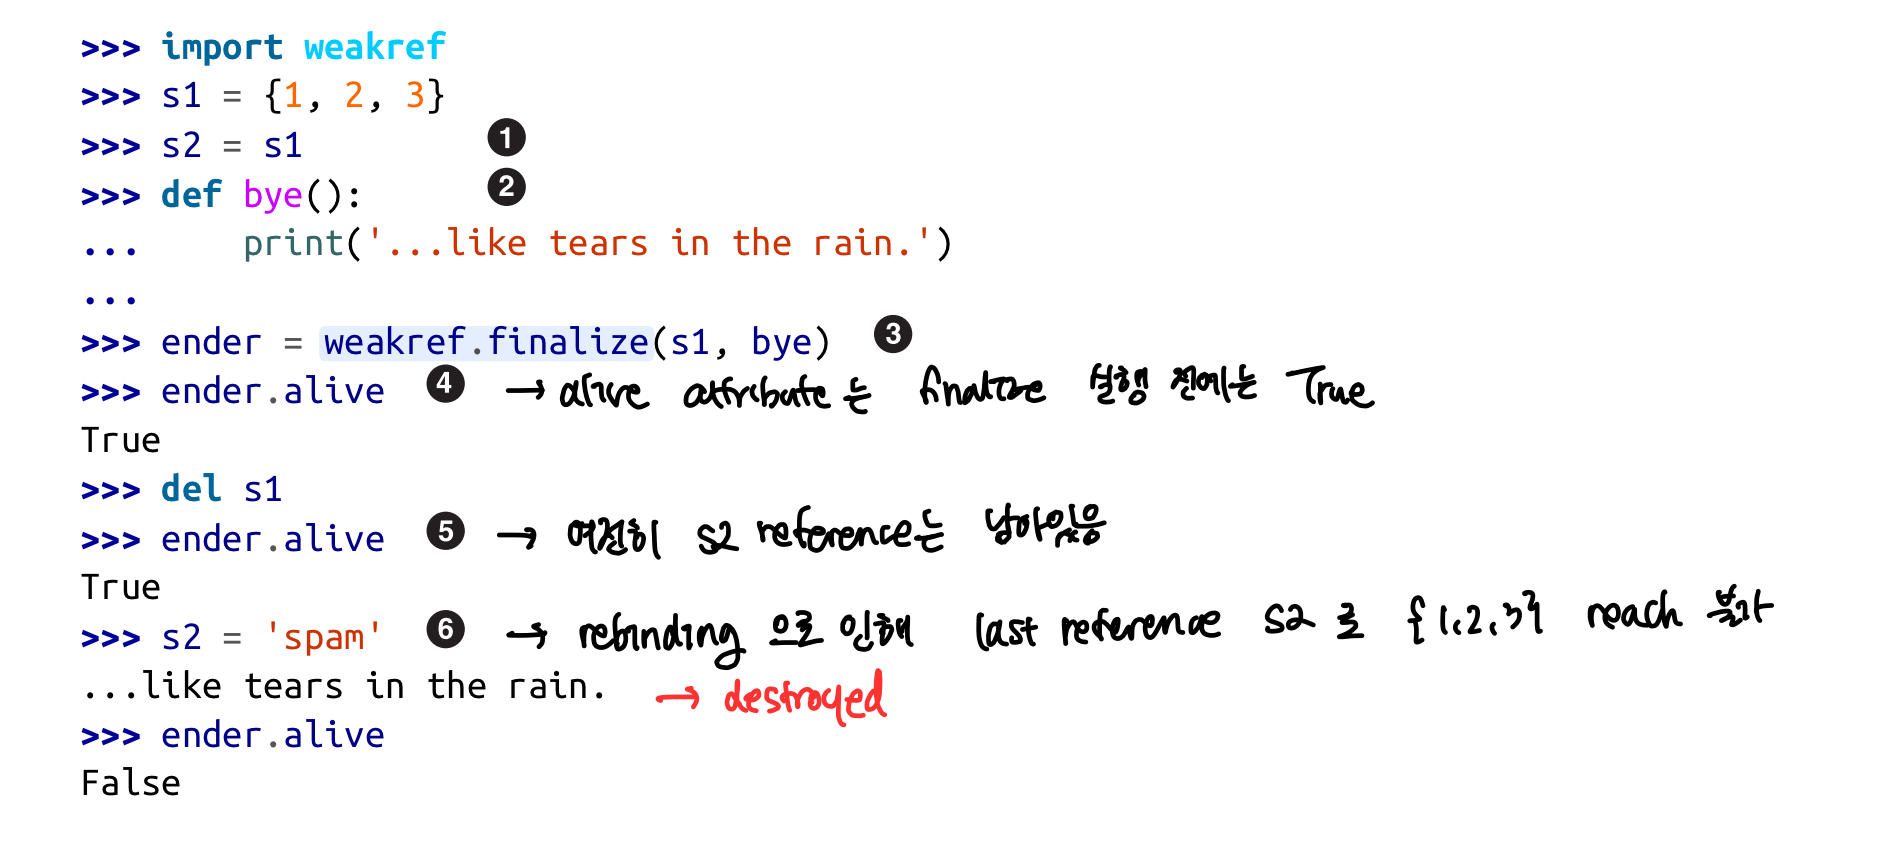 >>> import weakref
>>> s1 = {1, 2, 3}
>>> s2 = s1 ❶
>>> def bye(): ❷
...     print('...like tears in the rain.')
...
>>> ender = weakref.finalize(s1, bye) ❸
>>> ender.alive ❹ → alive attribute는 finalize 실행 전에는 True
True
>>> del s1
>>> ender.alive ❺ → 여전히 s2 reference는 남아있음
True
>>> s2 = 'spam' ❻ → rebinding 으로 인해 last reference s2 로 {1,2,3} reach 불가
...like tears in the rain. → destroyed
>>> ender.alive
False